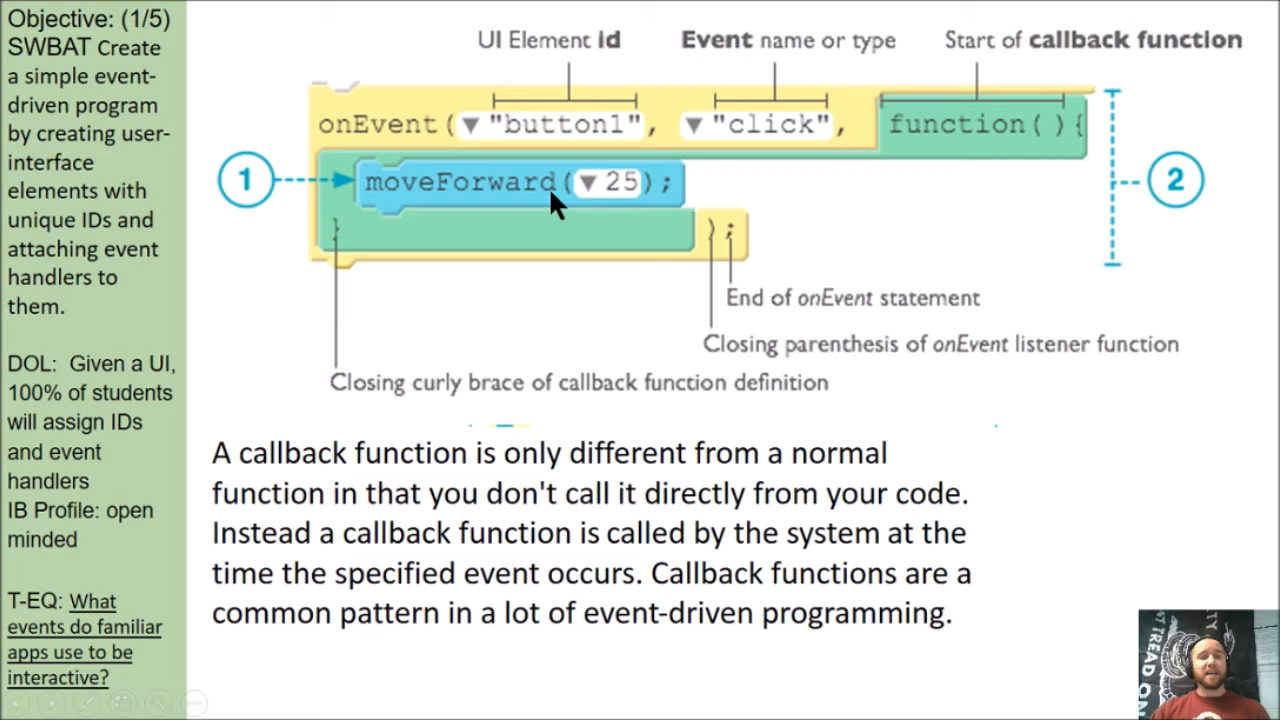 Objective: (1/5)
SWBAT Create
a simple event-
driven program
by creating user-
interface
elements with
unique IDs and
attaching event
handlers to
them.
DOL: Given a UI,
100% of students
will assign IDs
and event
handlers
IB Profile: open
minded
T-EQ: What
events do familiar
apps use to be
interactive?
UI Element id
Event name or type
Start of callback function
onEvent(▼"button1", ▼"click", function(){
1
moveForward(▼25);
2
}
);
End of onEvent statement
Closing parenthesis of onEvent listener function
Closing curly brace of callback function definition
A callback function is only different from a normal
function in that you don't call it directly from your code.
Instead a callback function is called by the system at the
time the specified event occurs. Callback functions are a
common pattern in a lot of event-driven programming.
TREAD ON